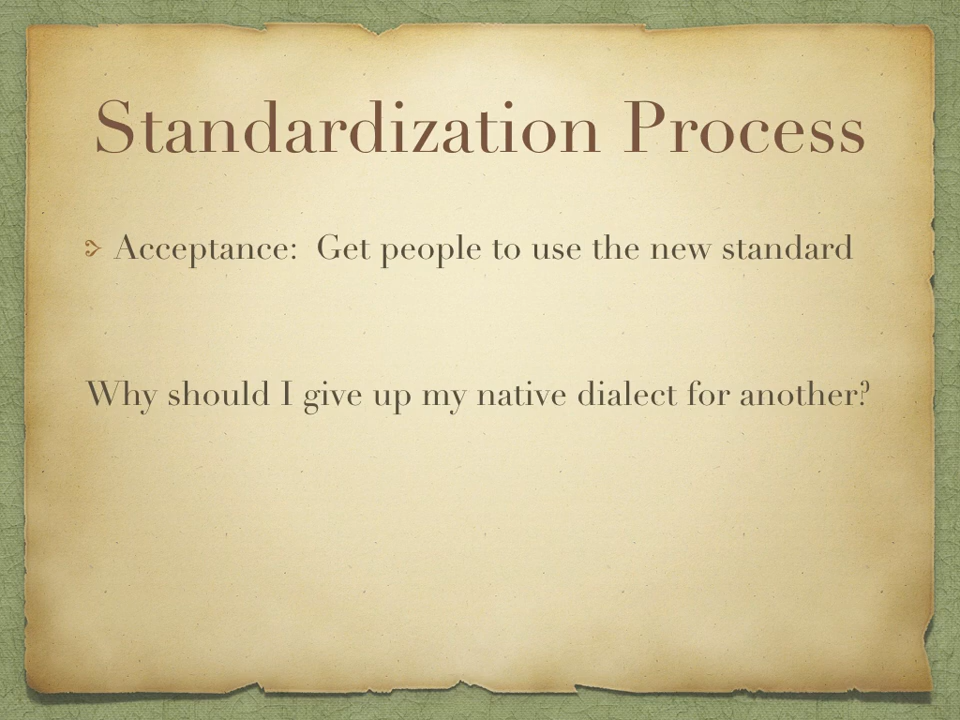 Standardization Process
Acceptance:  Get people to use the new standard
Why should I give up my native dialect for another?